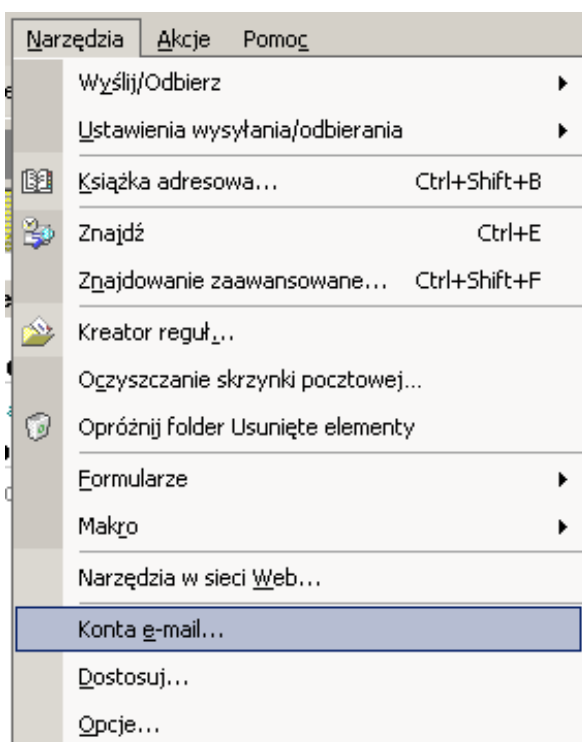 Narzędzia Akcje Pomoc
Wyślij/Odbierz
Ustawienia wysyłania/odbierania
Książka adresowa... Ctrl+Shift+B
Znajdź Ctrl+E
Znajdowanie zaawansowane... Ctrl+Shift+F
Kreator reguł...
Oczyszczanie skrzynki pocztowej...
Opróżnij folder Usunięte elementy
Formularze
Makro
Narzędzia w sieci Web...
Konta e-mail...
Dostosuj...
Opcje...